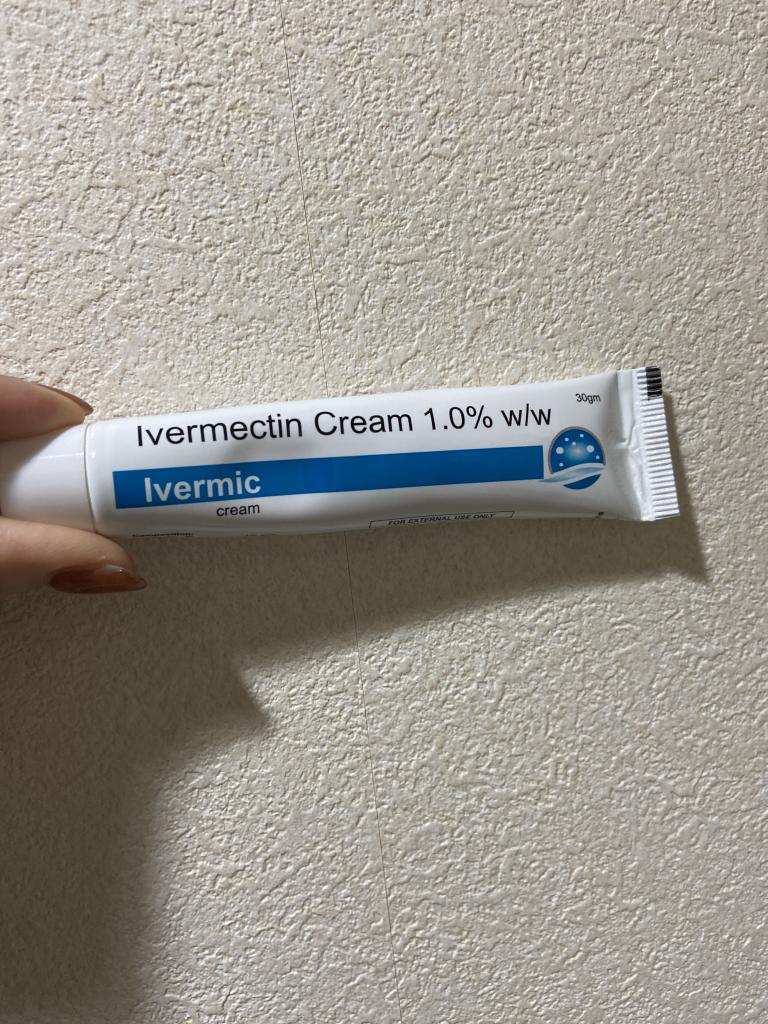 30gm
Ivermectin Cream 1.0% w/w
Ivermic
cream
FOR EXTERNAL USE ONLY